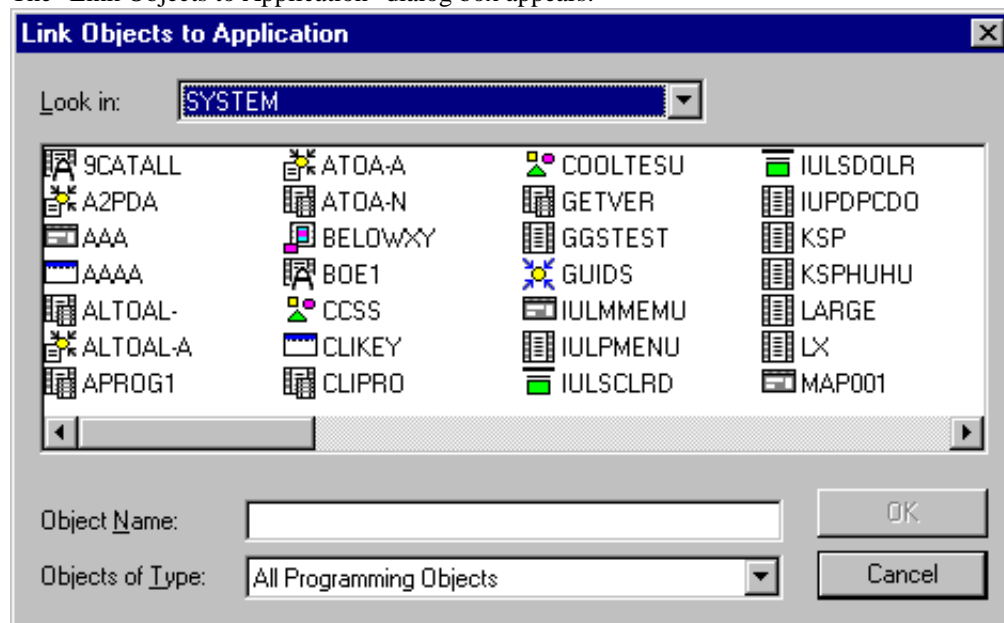 The "Link Objects to Application" dialog box appears.
Link Objects to Application
Look in: SYSTEM
9CATALL ATOA-A COOLTESU IULSDOLR
A2PDA ATOA-N GETVER IUPDPCDO
AAA BELOWXY GGSTEST KSP
AAAA BOE1 GUIDS KSPHUHU
ALTOAL- CCSS IULMMEMU LARGE
ALTOAL-A CLIKEY IULPMENU LX
APROG1 CLIPRO IULSCLRD MAP001
Object Name: OK
Objects of Type: All Programming Objects Cancel